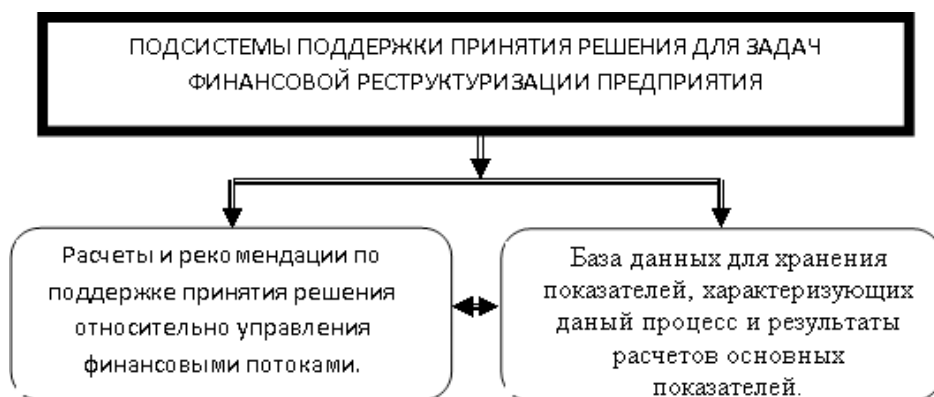 ПОДСИСТЕМЫ ПОДДЕРЖКИ ПРИНЯТИЯ РЕШЕНИЯ ДЛЯ ЗАДАЧ
ФИНАНСОВОЙ РЕСТРУКТУРИЗАЦИИ ПРЕДПРИЯТИЯ
Расчеты и рекомендации по
поддержке принятия решения
относительно управления
финансовыми потоками.
База данных для хранения
показателей, характеризующих
даный процесс и результаты
расчетов основных
показателей.